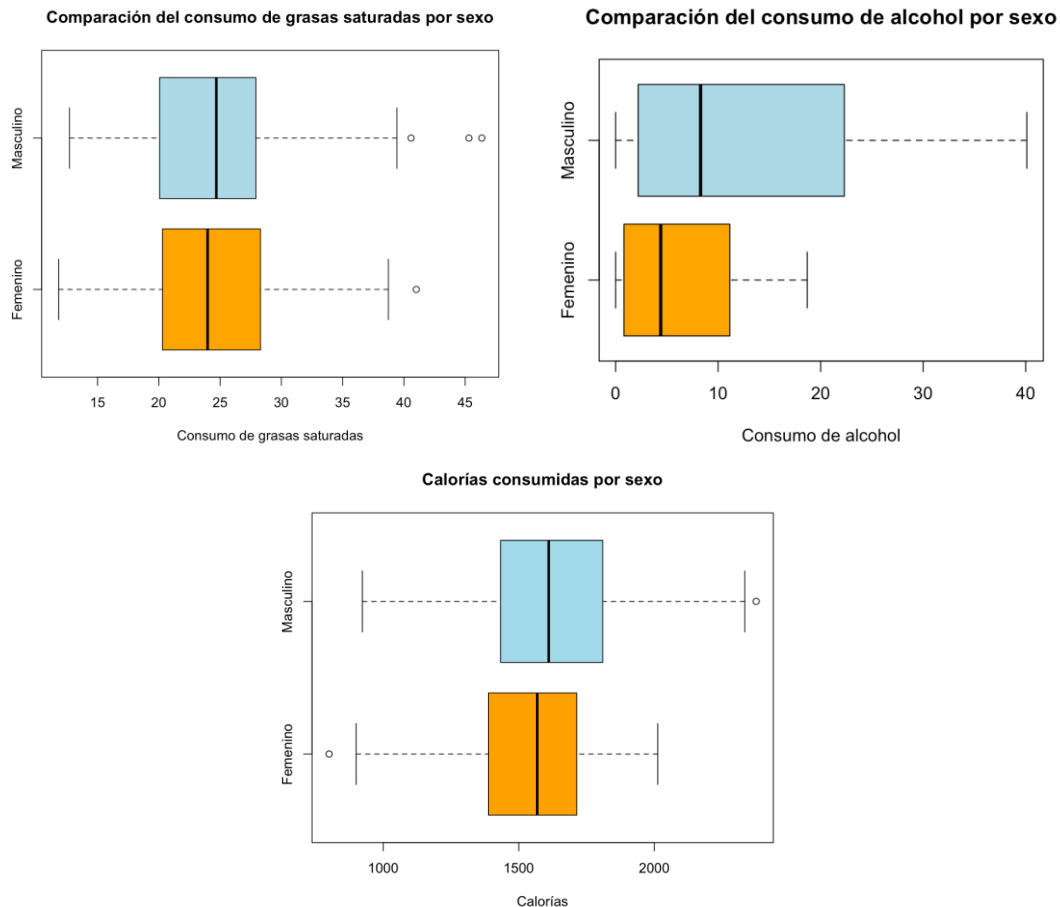 Comparación del consumo de grasas saturadas por sexo
Masculino
Femenino
15 20 25 30 35 40 45
Consumo de grasas saturadas
Comparación del consumo de alcohol por sexo
Masculino
Femenino
0 10 20 30 40
Consumo de alcohol
Calorías consumidas por sexo
Masculino
Femenino
1000 1500 2000
Calorías